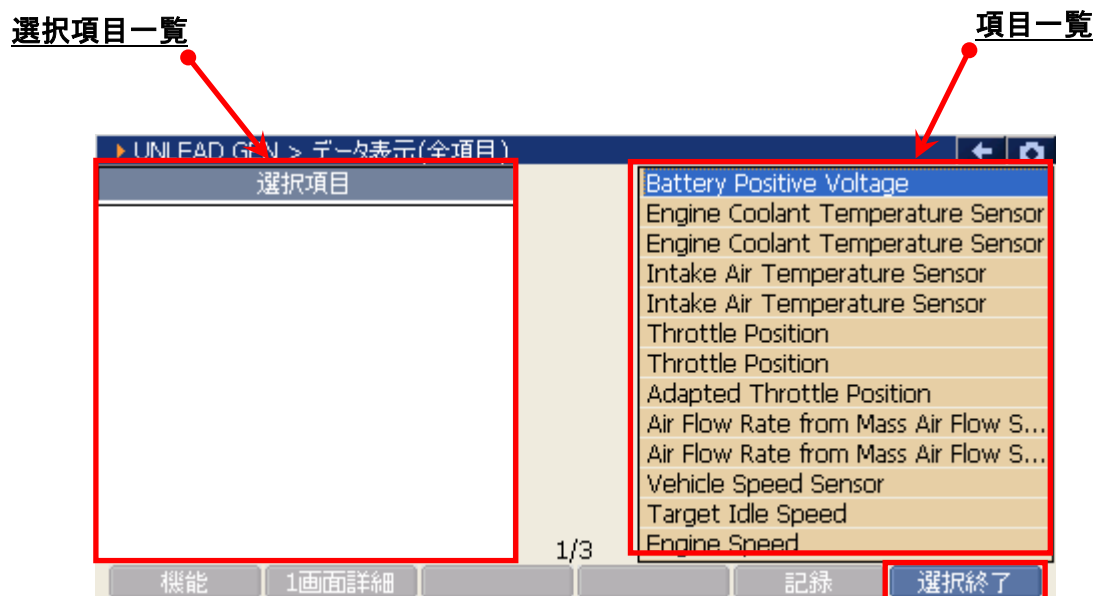 選択項目一覧
項目一覧
UNLEAD GEN > データ表示(全項目)
選択項目
Battery Positive Voltage
Engine Coolant Temperature Sensor
Engine Coolant Temperature Sensor
Intake Air Temperature Sensor
Intake Air Temperature Sensor
Throttle Position
Throttle Position
Adapted Throttle Position
Air Flow Rate from Mass Air Flow S...
Air Flow Rate from Mass Air Flow S...
Vehicle Speed Sensor
Target Idle Speed
Engine Speed
1/3
機能 1画面詳細 記録 選択終了